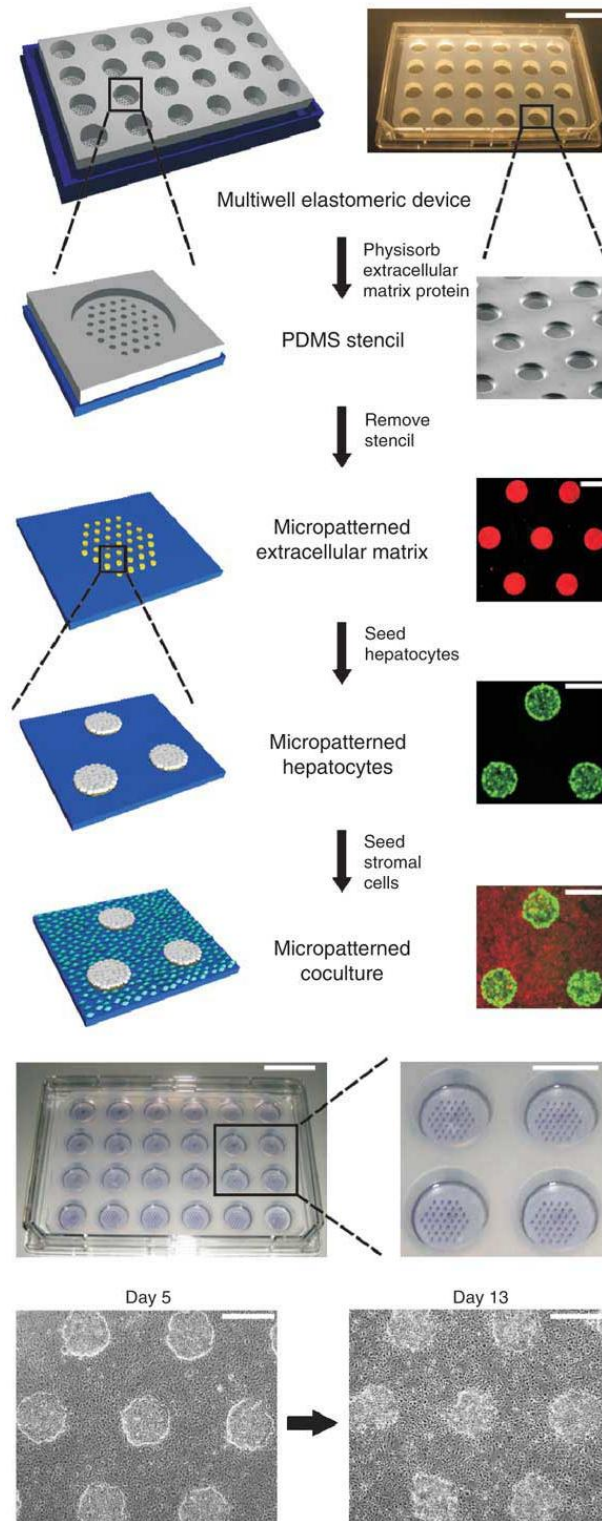 Multiwell elastomeric device
Physisorb
extracellular
matrix protein
PDMS stencil
Remove
stencil
Micropatterned
extracellular matrix
Seed
hepatocytes
Micropatterned
hepatocytes
Seed
stromal
cells
Micropatterned
coculture
Day 5
Day 13